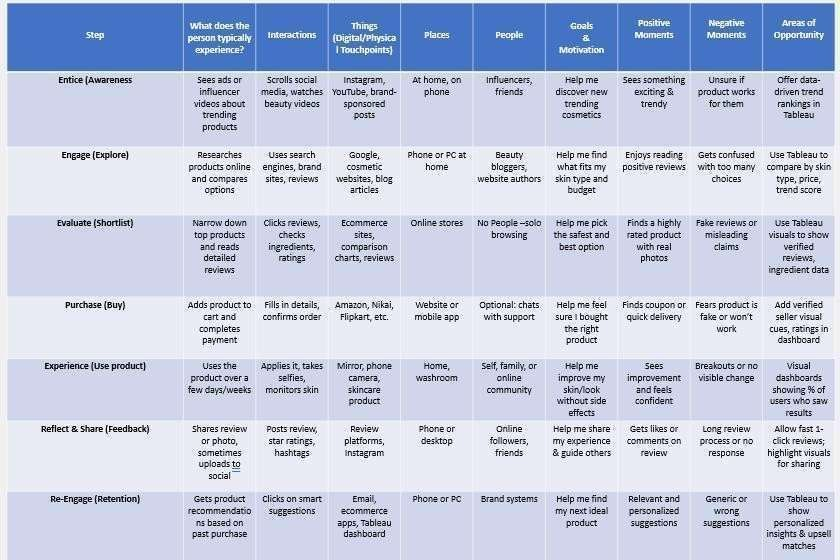 Step
What does the
person typically
experience?
Interactions
Things
(Digital/Physica
l Touchpoints)
Places
People
Goals
&
Motivation
Positive
Moments
Negative
Moments
Areas of
Opportunity
Entice (Awareness
Sees ads or
influencer
videos about
trending
products
Scrolls social
media, watches
beauty videos
Instagram,
YouTube, brand-
sponsored
posts
At home, on
phone
Influencers,
friends
Help me
discover new
trending
cosmetics
Sees something
exciting &
trendy
Unsure if
product works
for them
Offer data-
driven trend
rankings in
Tableau
Engage (Explore)
Researches
products online
and compares
options
Uses search
engines, brand
sites, reviews
Google,
cosmetic
websites, blog
articles
Phone or PC at
home
Beauty
bloggers,
website authors
Help me find
what fits my
skin type and
budget
Enjoys reading
positive reviews
Gets confused
with too many
choices
Use Tableau to
compare by skin
type, price,
trend score
Evaluate (Shortlist)
Narrow down
top products
and reads
detailed
reviews
Clicks reviews,
checks
ingredients,
ratings
Ecommerce
sites,
comparison
charts, reviews
Online stores
No People –solo
browsing
Help me pick
the safest and
best option
Finds a highly
rated product
with real
photos
Fake reviews or
misleading
claims
Use Tableau
visuals to show
verified
reviews,
ingredient data
Purchase (Buy)
Adds product to
cart and
completes
payment
Fills in details,
confirms order
Amazon, Nikai,
Flipkart, etc.
Website or
mobile app
Optional: chats
with support
Help me feel
sure I bought
the right
product
Finds coupon or
quick delivery
Fears product is
fake or won't
work
Add verified
seller visual
cues, ratings in
dashboard
Experience (Use product)
Uses the
product over a
few days/weeks
Applies it, takes
selfies,
monitors skin
Mirror, phone
camera,
skincare
product
Home,
washroom
Self, family, or
online
community
Help me
improve my
skin/look
without side
effects
Sees
improvement
and feels
confident
Breakouts or no
visible change
Visual
dashboards
showing % of
users who saw
results
Reflect & Share (Feedback)
Shares review
or photo,
sometimes
uploads to
social
Posts review,
star ratings,
hashtags
Review
platforms,
Instagram
Phone or
desktop
Online
followers,
friends
Help me share
my experience
& guide others
Gets likes or
comments on
review
Long review
process or no
response
Allow fast 1-
click reviews;
highlight visuals
for sharing
Re-Engage (Retention)
Gets product
recommendatio
ns based on
past purchase
Clicks on smart
suggestions
Email,
ecommerce
apps, Tableau
dashboard
Phone or PC
Brand systems
Help me find
my next ideal
product
Relevant and
personalized
suggestions
Generic or
wrong
suggestions
Use Tableau to
show
personalized
insights & upsell
matches